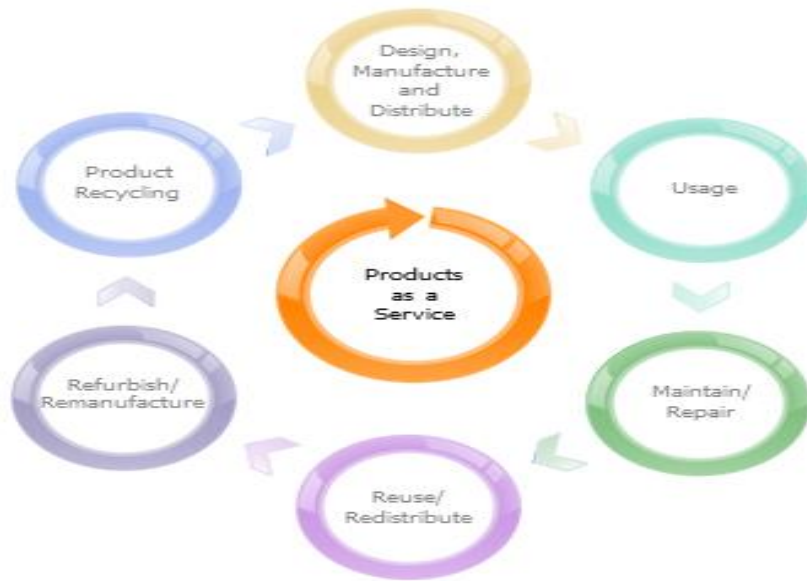 Design,
Manufacture
and
Distribute
Usage
Maintain/
Repair
Reuse/
Redistribute
Refurbish/
Remanufacture
Product
Recycling
Products
as a
Service